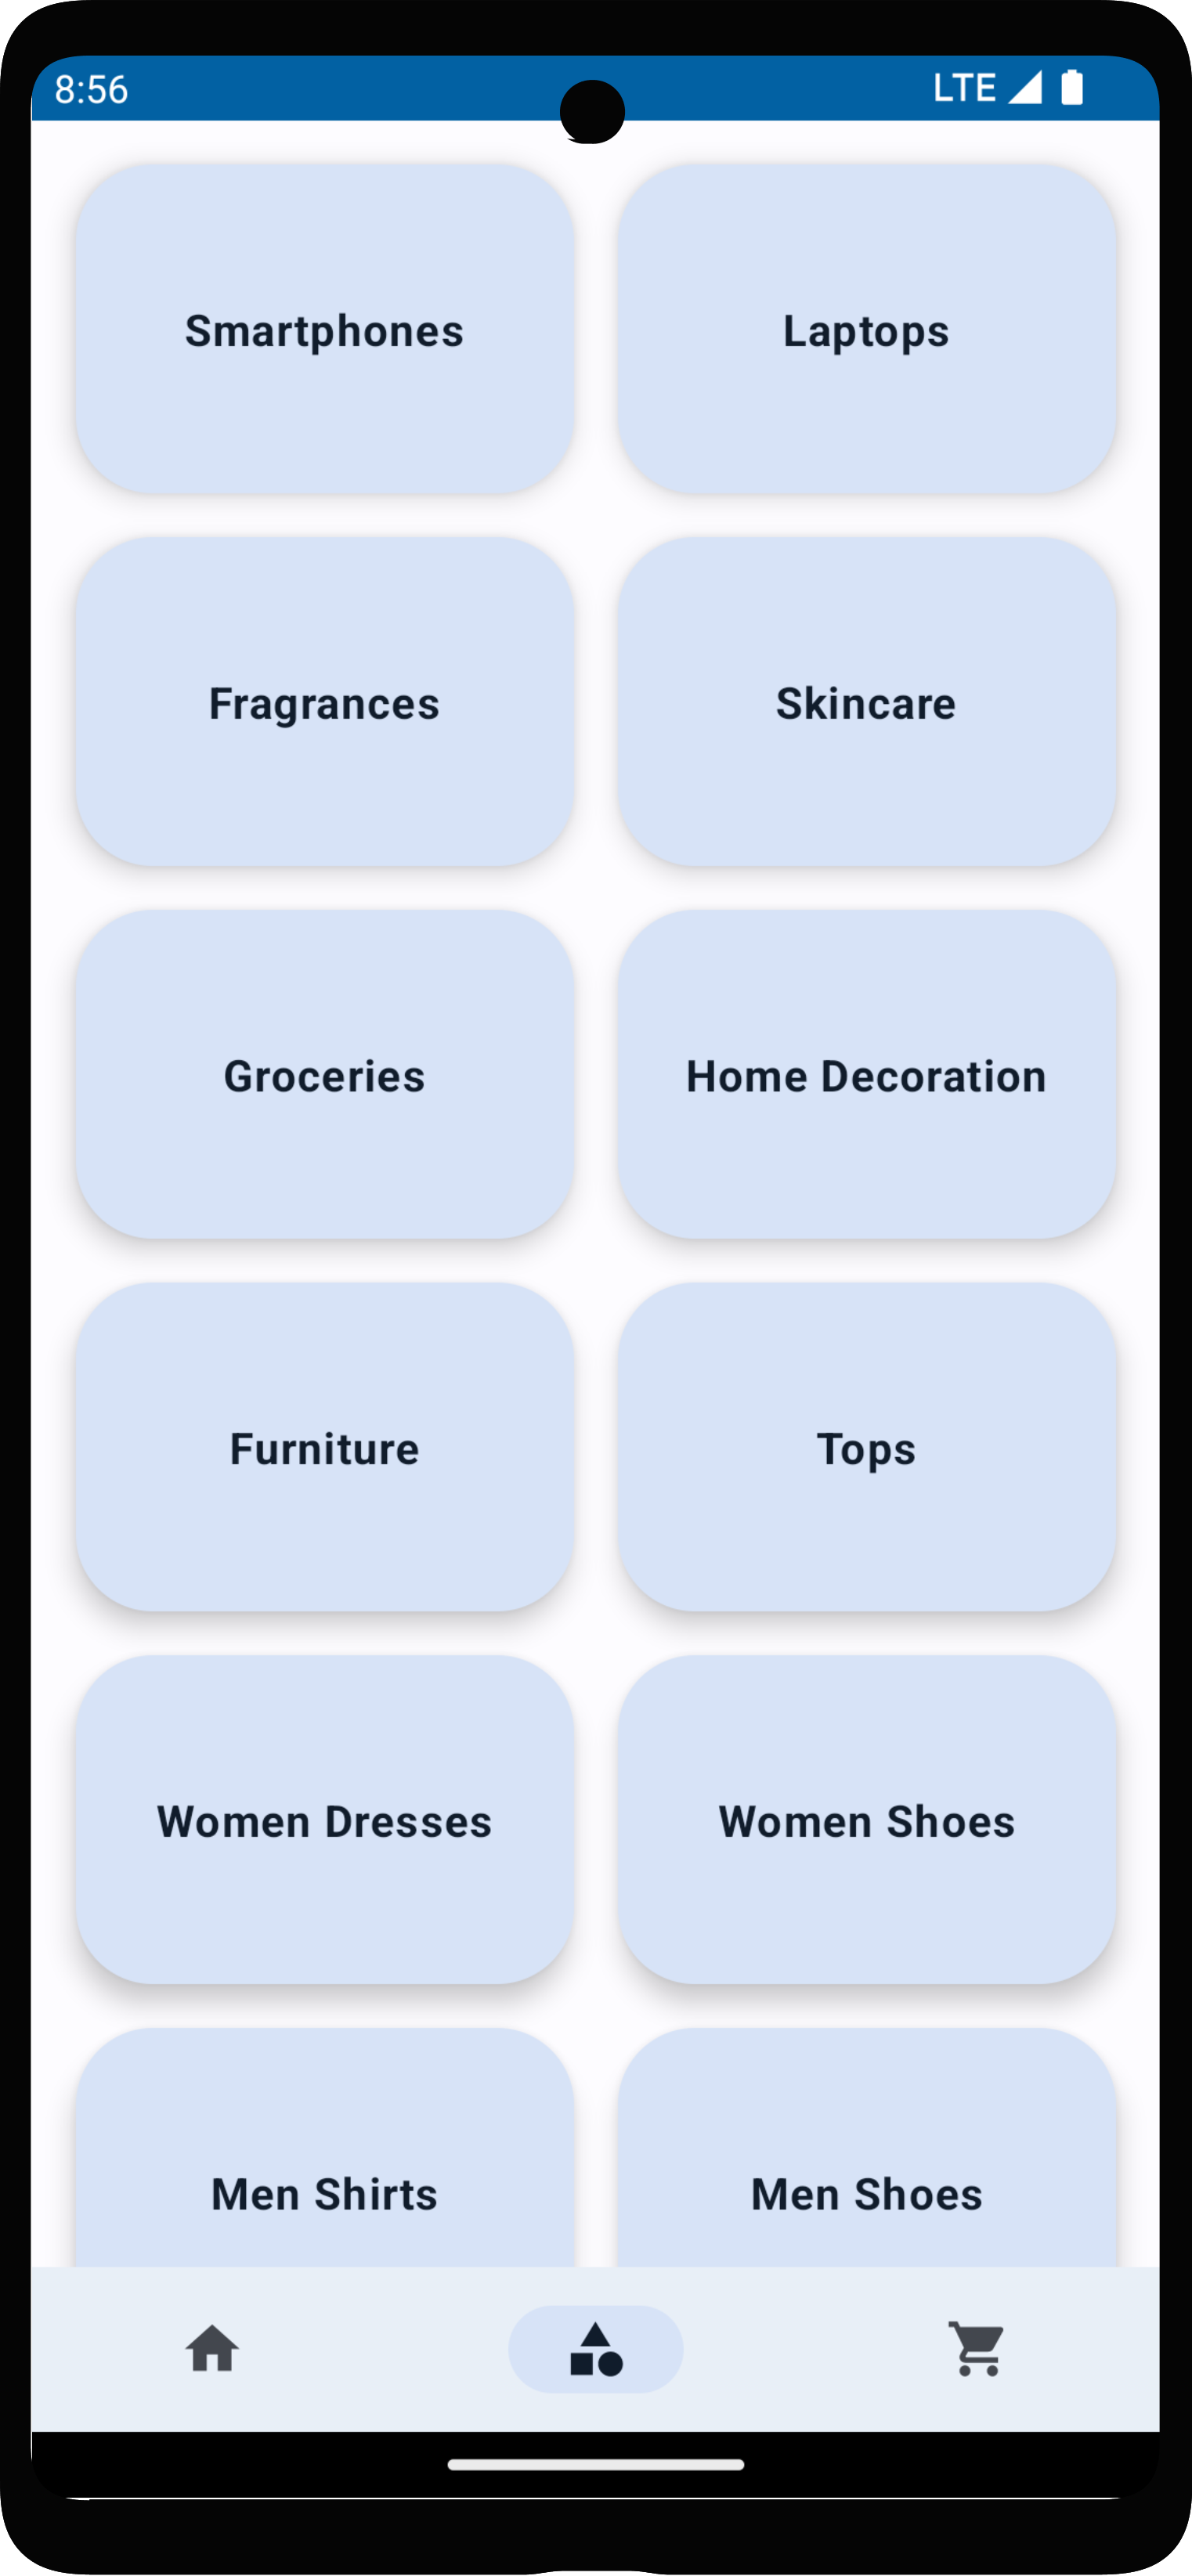 8:56 LTE
Smartphones
Laptops
Fragrances
Skincare
Groceries
Home Decoration
Furniture
Tops
Women Dresses
Women Shoes
Men Shirts
Men Shoes